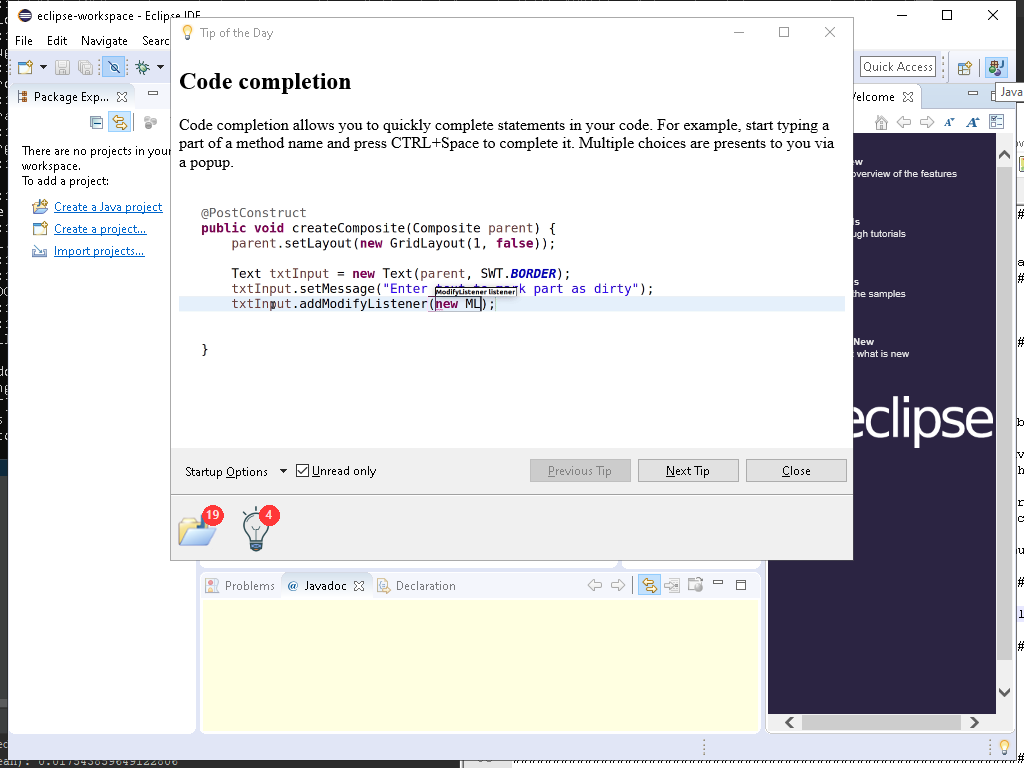 eclipse-workspace - Eclipse IDE
Tip of the Day
File Edit Navigate Searc
Quick Access
Java
Package Exp...
elcome
Code completion
Code completion allows you to quickly complete statements in your code. For example, start typing a
part of a method name and press CTRL+Space to complete it. Multiple choices are presents to you via
a popup.
There are no projects in your
workspace.
To add a project:
Create a Java project
Create a project...
Import projects...
@PostConstruct
public void createComposite(Composite parent) {
parent.setLayout(new GridLayout(1, false));
Text txtInput = new Text(parent, SWT.BORDER);
txtInput.setMessage("Enter text to mark part as dirty");
ModifyListener listener
txtInput.addModifyListener(new ML);
}
overview of the features
ugh tutorials
the samples
New
what is new
eclipse
Startup Options Unread only Previous Tip Next Tip Close
19 4
Problems @ Javadoc Declaration